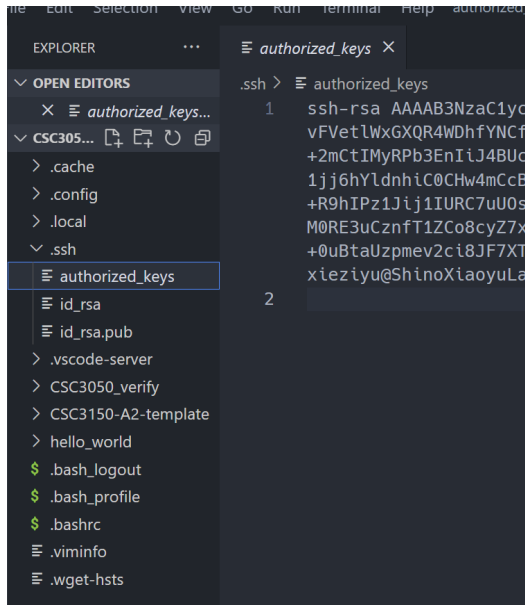 File Edit Selection View Go Run Terminal Help authorized_
EXPLORER ...
authorized_keys
OPEN EDITORS
authorized_keys...
.ssh > authorized_keys
CSC305...
.cache
.config
.local
.ssh
authorized_keys
id_rsa
id_rsa.pub
.vscode-server
CSC3050_verify
CSC3150-A2-template
hello_world
.bash_logout
.bash_profile
.bashrc
.viminfo
.wget-hsts
1 ssh-rsa AAAAB3NzaC1yc
vFVetlWxGXQR4WDhfYNCf
+2mCtIMyRPb3EnIiJ4BUc
1jj6hYldnhiC0CHw4mCcB
+R9hIPz1Jij1IURC7uUOs
M0RE3uCznfT1ZCo8cyZ7x
+0uBtaUzpmev2ci8JF7XT
xieziyu@ShinoXiaoyuLa
2